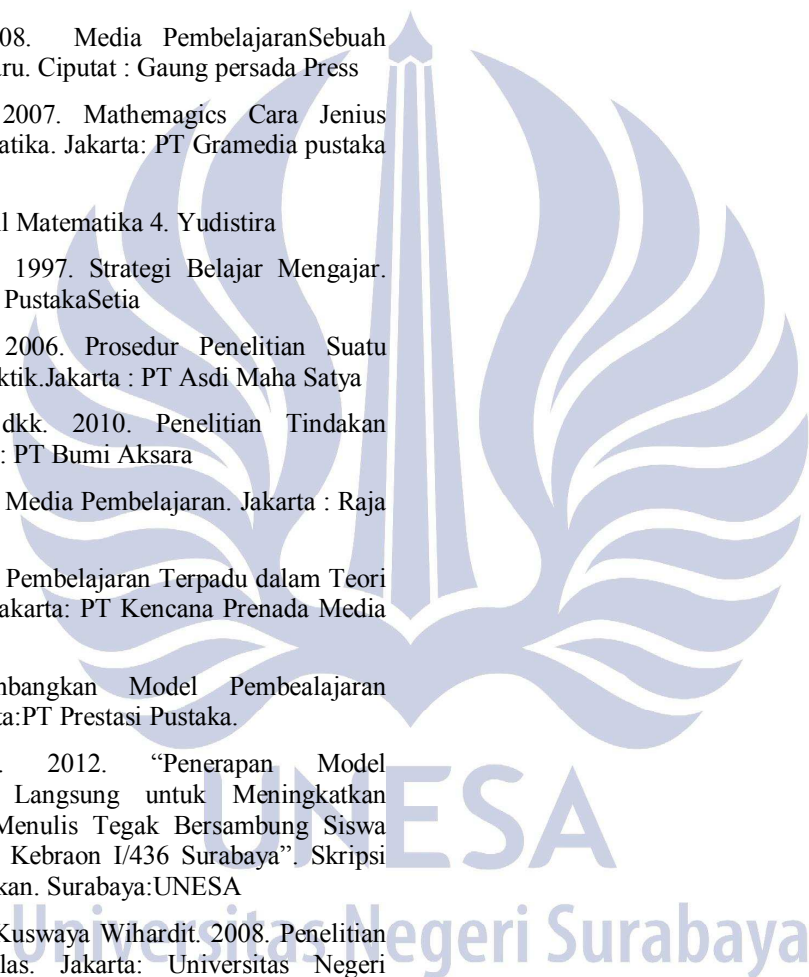 08. Media PembelajaranSebuah
ru. Ciputat : Gaung persada Press
2007. Mathemagics Cara Jenius
atika. Jakarta: PT Gramedia pustaka
l Matematika 4. Yudistira
1997. Strategi Belajar Mengajar.
PustakaSetia
2006. Prosedur Penelitian Suatu
ktik.Jakarta : PT Asdi Maha Satya
dkk. 2010. Penelitian Tindakan
: PT Bumi Aksara
Media Pembelajaran. Jakarta : Raja
Pembelajaran Terpadu dalam Teori
akarta: PT Kencana Prenada Media
mbangkan Model Pembealajaran
ta:PT Prestasi Pustaka.
. 2012. “Penerapan Model
Langsung untuk Meningkatkan
Menulis Tegak Bersambung Siswa
Kebraon I/436 Surabaya”. Skripsi
kan. Surabaya:UNESA
Kuswaya Wihardit. 2008. Penelitian
las. Jakarta: Universitas Negeri
UNESA
Universitas Negeri Surabaya